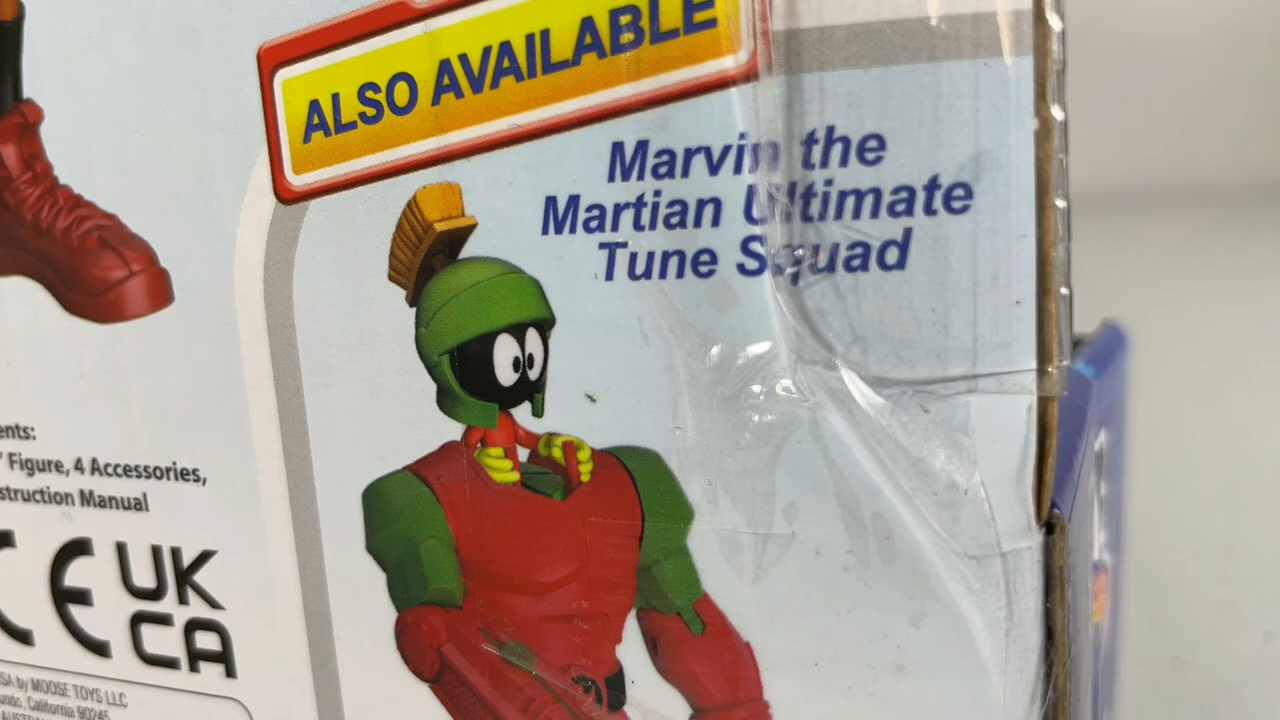 ALSO AVAILABLE
Marvin the
Martian Ultimate
Tune Squad
ents:
Figure, 4 Accessories,
struction Manual
CE UK
CA
SA by MOOSE TOYS LLC
undo, California 90245
AUSTRA